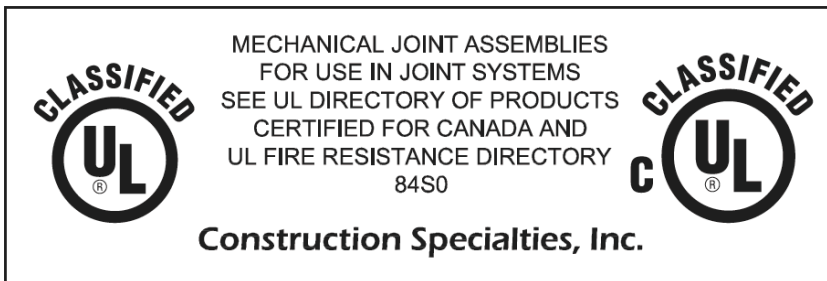 CLASSIFIED
UL
®
MECHANICAL JOINT ASSEMBLIES
FOR USE IN JOINT SYSTEMS
SEE UL DIRECTORY OF PRODUCTS
CERTIFIED FOR CANADA AND
UL FIRE RESISTANCE DIRECTORY
84S0
CLASSIFIED
C UL
®
Construction Specialties, Inc.